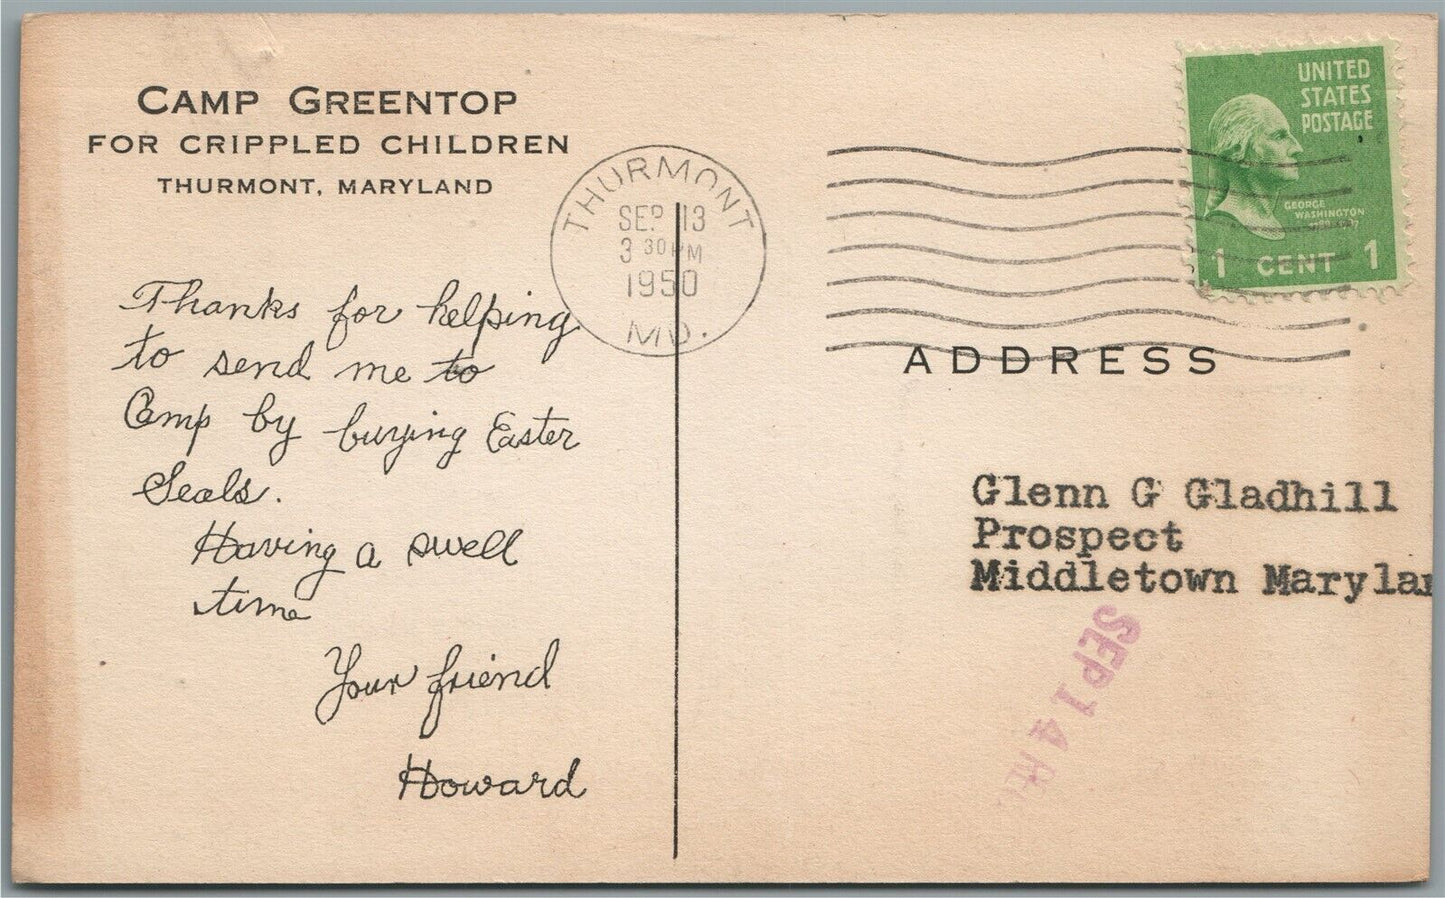 CAMP GREENTOP
FOR CRIPPLED CHILDREN
THURMONT, MARYLAND
Thanks for helping
to send me to
Camp by buying Easter
Seals.
Having a swell
time
Your friend
Howard
THURMONT
SEP 13
3 30 PM
1950
MD.
UNITED
STATES
POSTAGE
GEORGE
WASHINGTON
1 CENT 1
ADDRESS
Glenn G Gladhill
Prospect
Middletown Marylan
SEP 14